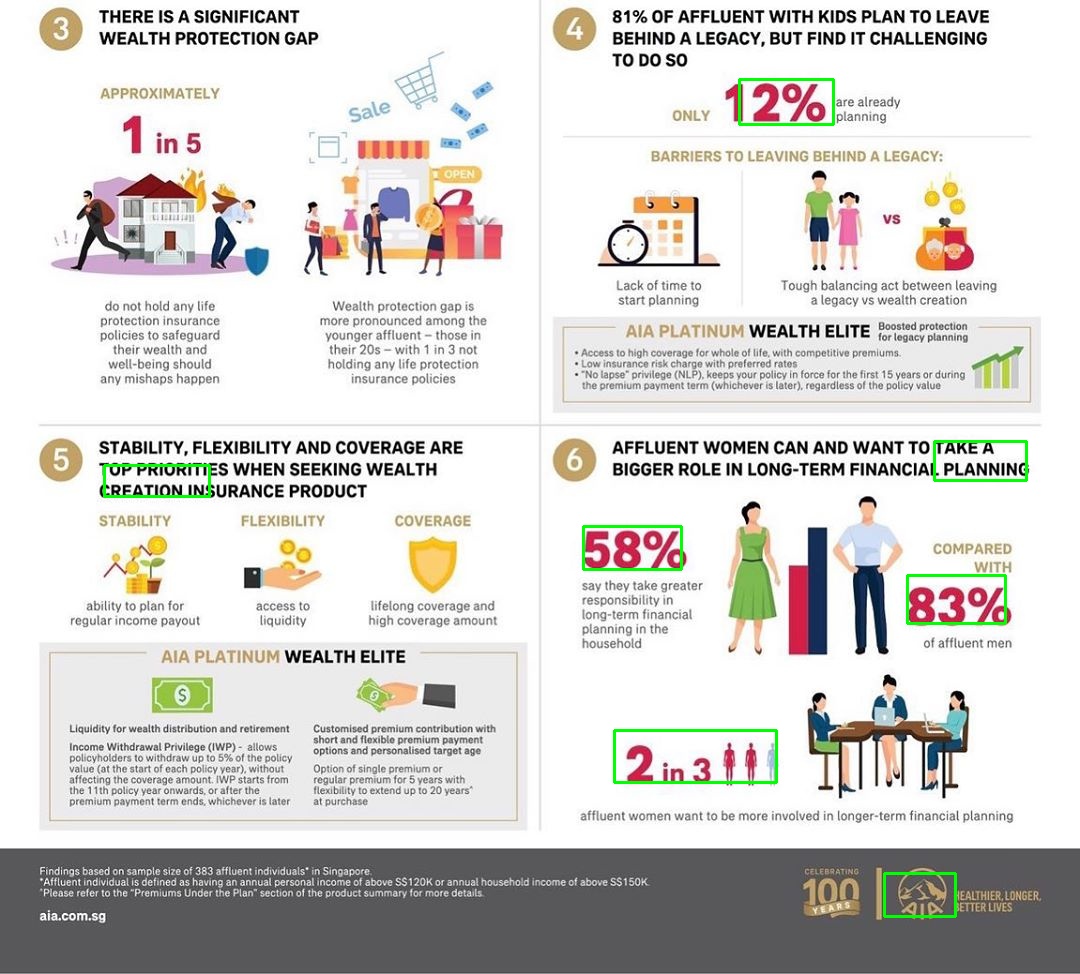 3
THERE IS A SIGNIFICANT
WEALTH PROTECTION GAP
APPROXIMATELY
1 in 5
Sale
OPEN
do not hold any life
protection insurance
policies to safeguard
their wealth and
well-being should
any mishaps happen
Wealth protection gap is
more pronounced among the
younger affluent – those in
their 20s – with 1 in 3 not
holding any life protection
insurance policies
4
81% OF AFFLUENT WITH KIDS PLAN TO LEAVE
BEHIND A LEGACY, BUT FIND IT CHALLENGING
TO DO SO
ONLY 12% are already
planning
BARRIERS TO LEAVING BEHIND A LEGACY:
VS
Lack of time to
start planning
Tough balancing act between leaving
a legacy vs wealth creation
AIA PLATINUM WEALTH ELITE Boosted protection
for legacy planning
• Access to high coverage for whole of life, with competitive premiums.
• Low insurance risk charge with preferred rates
• "No lapse" privilege (NLP), keeps your policy in force for the first 15 years or during
the premium payment term (whichever is later), regardless of the policy value
5
STABILITY, FLEXIBILITY AND COVERAGE ARE
TOP PRIORITIES WHEN SEEKING WEALTH
CREATION INSURANCE PRODUCT
STABILITY
FLEXIBILITY
COVERAGE
ability to plan for
regular income payout
access to
liquidity
lifelong coverage and
high coverage amount
AIA PLATINUM WEALTH ELITE
$
Liquidity for wealth distribution and retirement
Income Withdrawal Privilege (IWP) - allows
policyholders to withdraw up to 5% of the policy
value (at the start of each policy year), without
affecting the coverage amount. IWP starts from
the 11th policy year onwards, or after the
premium payment term ends, whichever is later
Customised premium contribution with
short and flexible premium payment
options and personalised target age
Option of single premium or
regular premium for 5 years with
flexibility to extend up to 20 years^
at purchase
6
AFFLUENT WOMEN CAN AND WANT TO TAKE A
BIGGER ROLE IN LONG-TERM FINANCIAL PLANNING
58%
say they take greater
responsibility in
long-term financial
planning in the
household
COMPARED
WITH
83%
of affluent men
2 in 3
affluent women want to be more involved in longer-term financial planning
Findings based on sample size of 383 affluent individuals* in Singapore.
*Affluent individual is defined as having an annual personal income of above S$120K or annual household income of above S$150K.
^Please refer to the "Premiums Under the Plan" section of the product summary for more details.
aia.com.sg
CELEBRATING
100
YEARS
AIA
HEALTHIER, LONGER,
BETTER LIVES